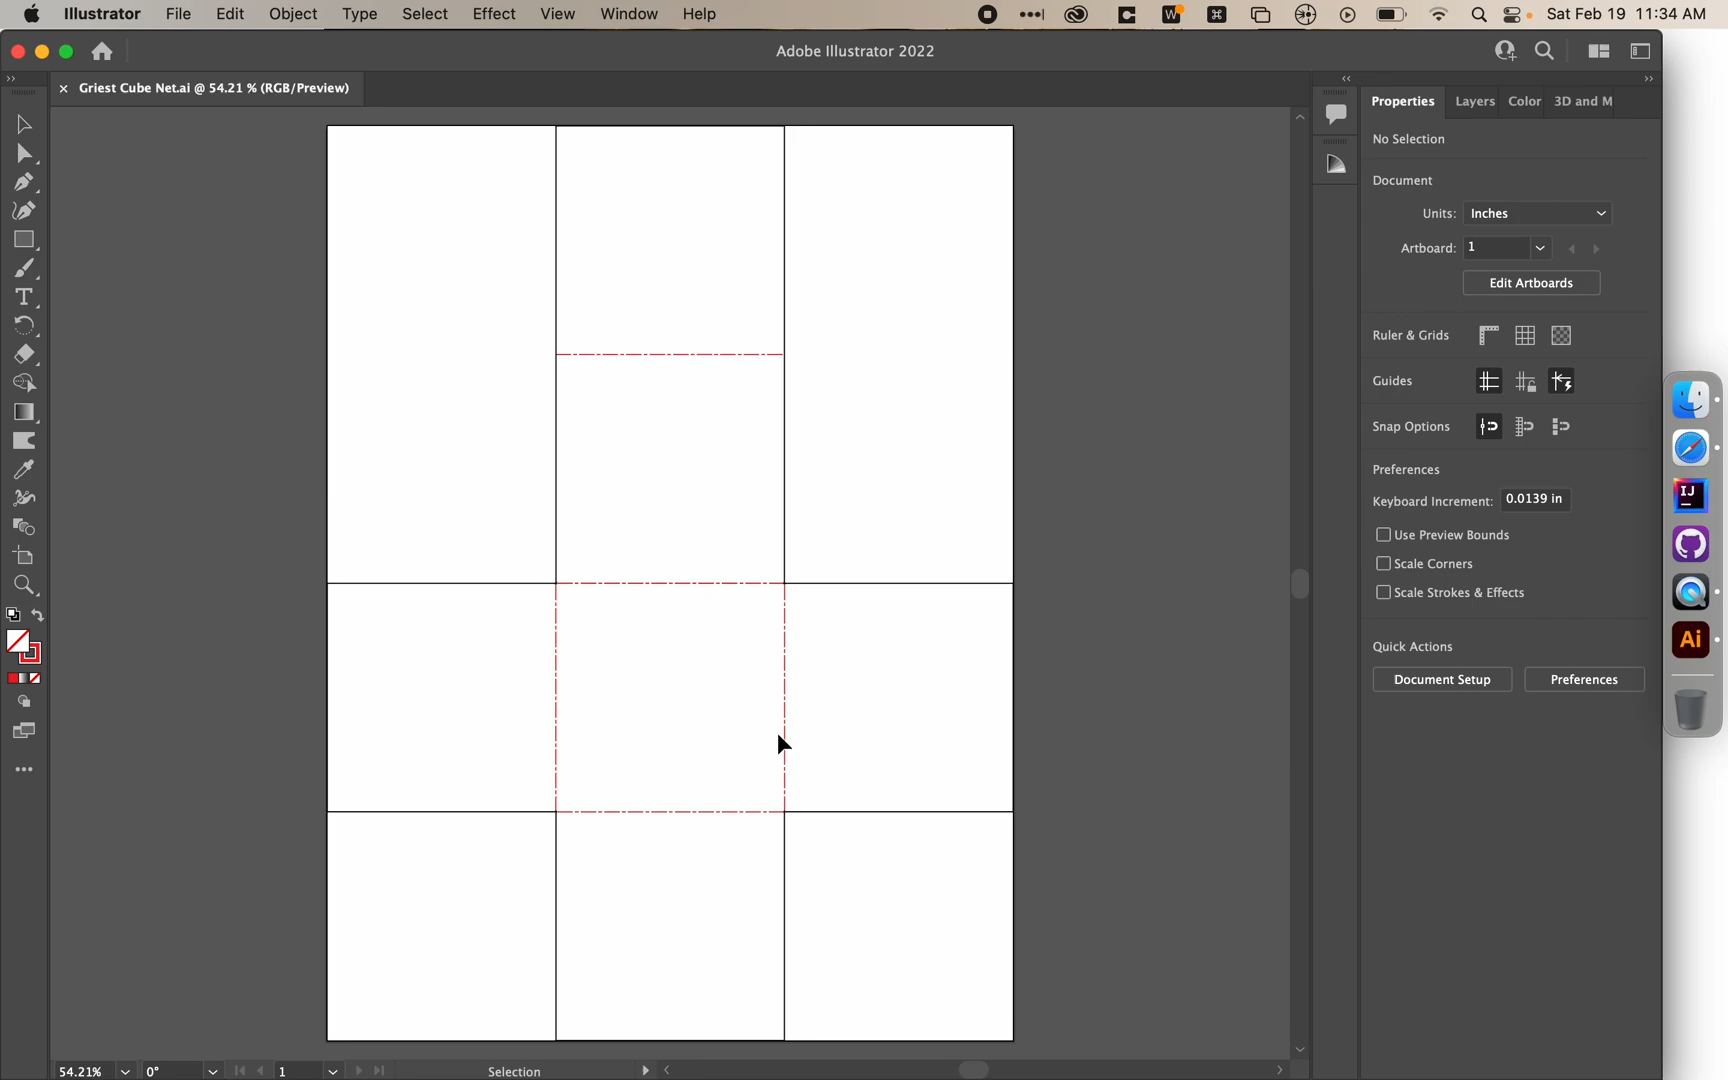 Illustrator File Edit Object Type Select Effect View Window Help Sat Feb 19 11:34 AM
Adobe Illustrator 2022
Griest Cube Net.ai @ 54.21 % (RGB/Preview)
Properties Layers Color 3D and M
No Selection
Document
Units: Inches
Artboard: 1
Edit Artboards
Ruler & Grids
Guides
Snap Options
Preferences
Keyboard Increment: 0.0139 in
Use Preview Bounds
Scale Corners
Scale Strokes & Effects
Quick Actions
Document Setup Preferences
IJ
Ai
54.21% 0° 1 Selection